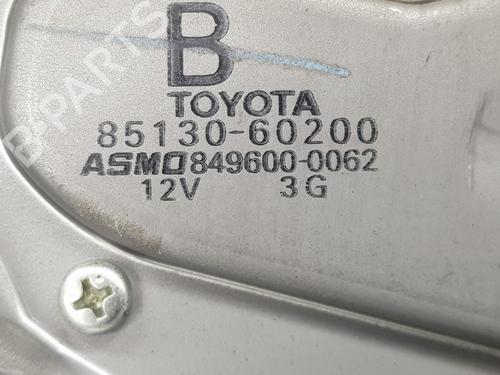 B
TOYOTA
85130-60200
ASMO 849600-0062
12V 3G
B-PARTS